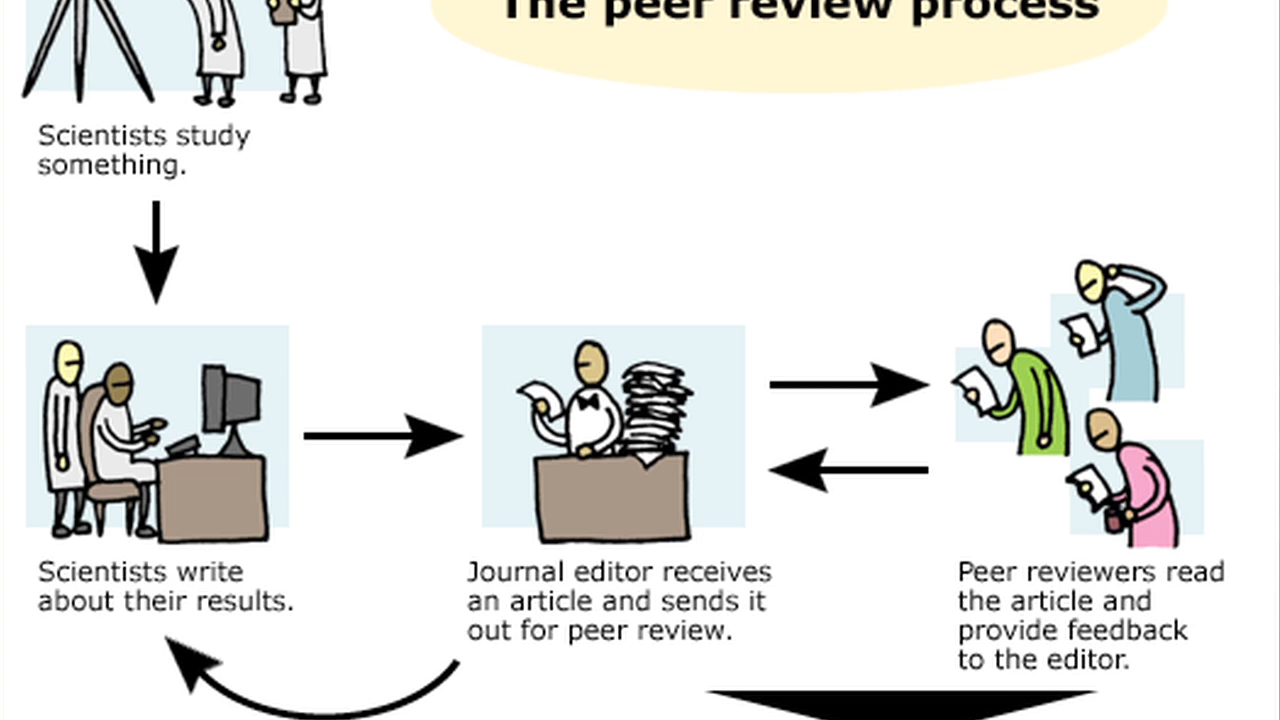 The peer review process
Scientists study
something.
Scientists write
about their results.
Journal editor receives
an article and sends it
out for peer review.
Peer reviewers read
the article and
provide feedback
to the editor.